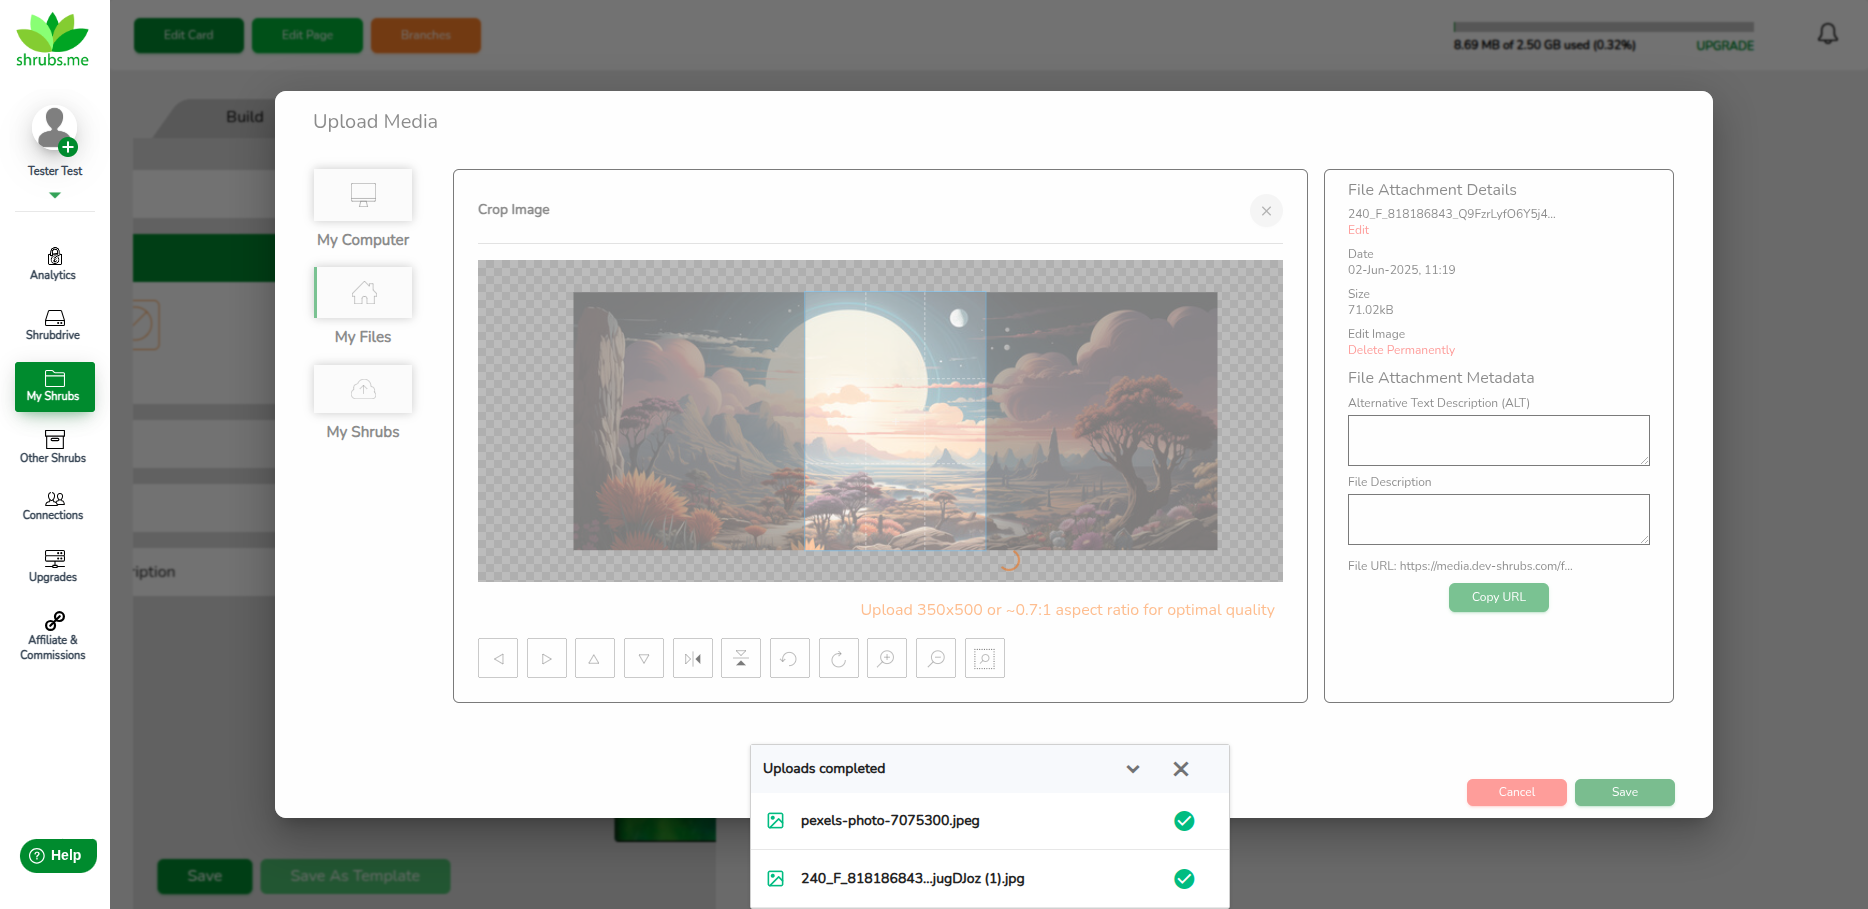 shrubs.me
Edit Card
Edit Page
Branches
8.69 MB of 2.50 GB used (0.32%)
UPGRADE
Tester Test
Analytics
Shrubdrive
My Shrubs
Other Shrubs
Connections
Upgrades
Affiliate &
Commissions
Help
Build
ription
Save
Save As Template
Upload Media
My Computer
My Files
My Shrubs
Crop Image
Upload 350x500 or ~0.7:1 aspect ratio for optimal quality
File Attachment Details
240_F_818186843_Q9FzrLyfO6Y5j4...
Edit
Date
02-Jun-2025, 11:19
Size
71.02kB
Edit Image
Delete Permanently
File Attachment Metadata
Alternative Text Description (ALT)
File Description
File URL: https://media.dev-shrubs.com/f...
Copy URL
Cancel
Save
Uploads completed
pexels-photo-7075300.jpeg
240_F_818186843...jugDJoz (1).jpg